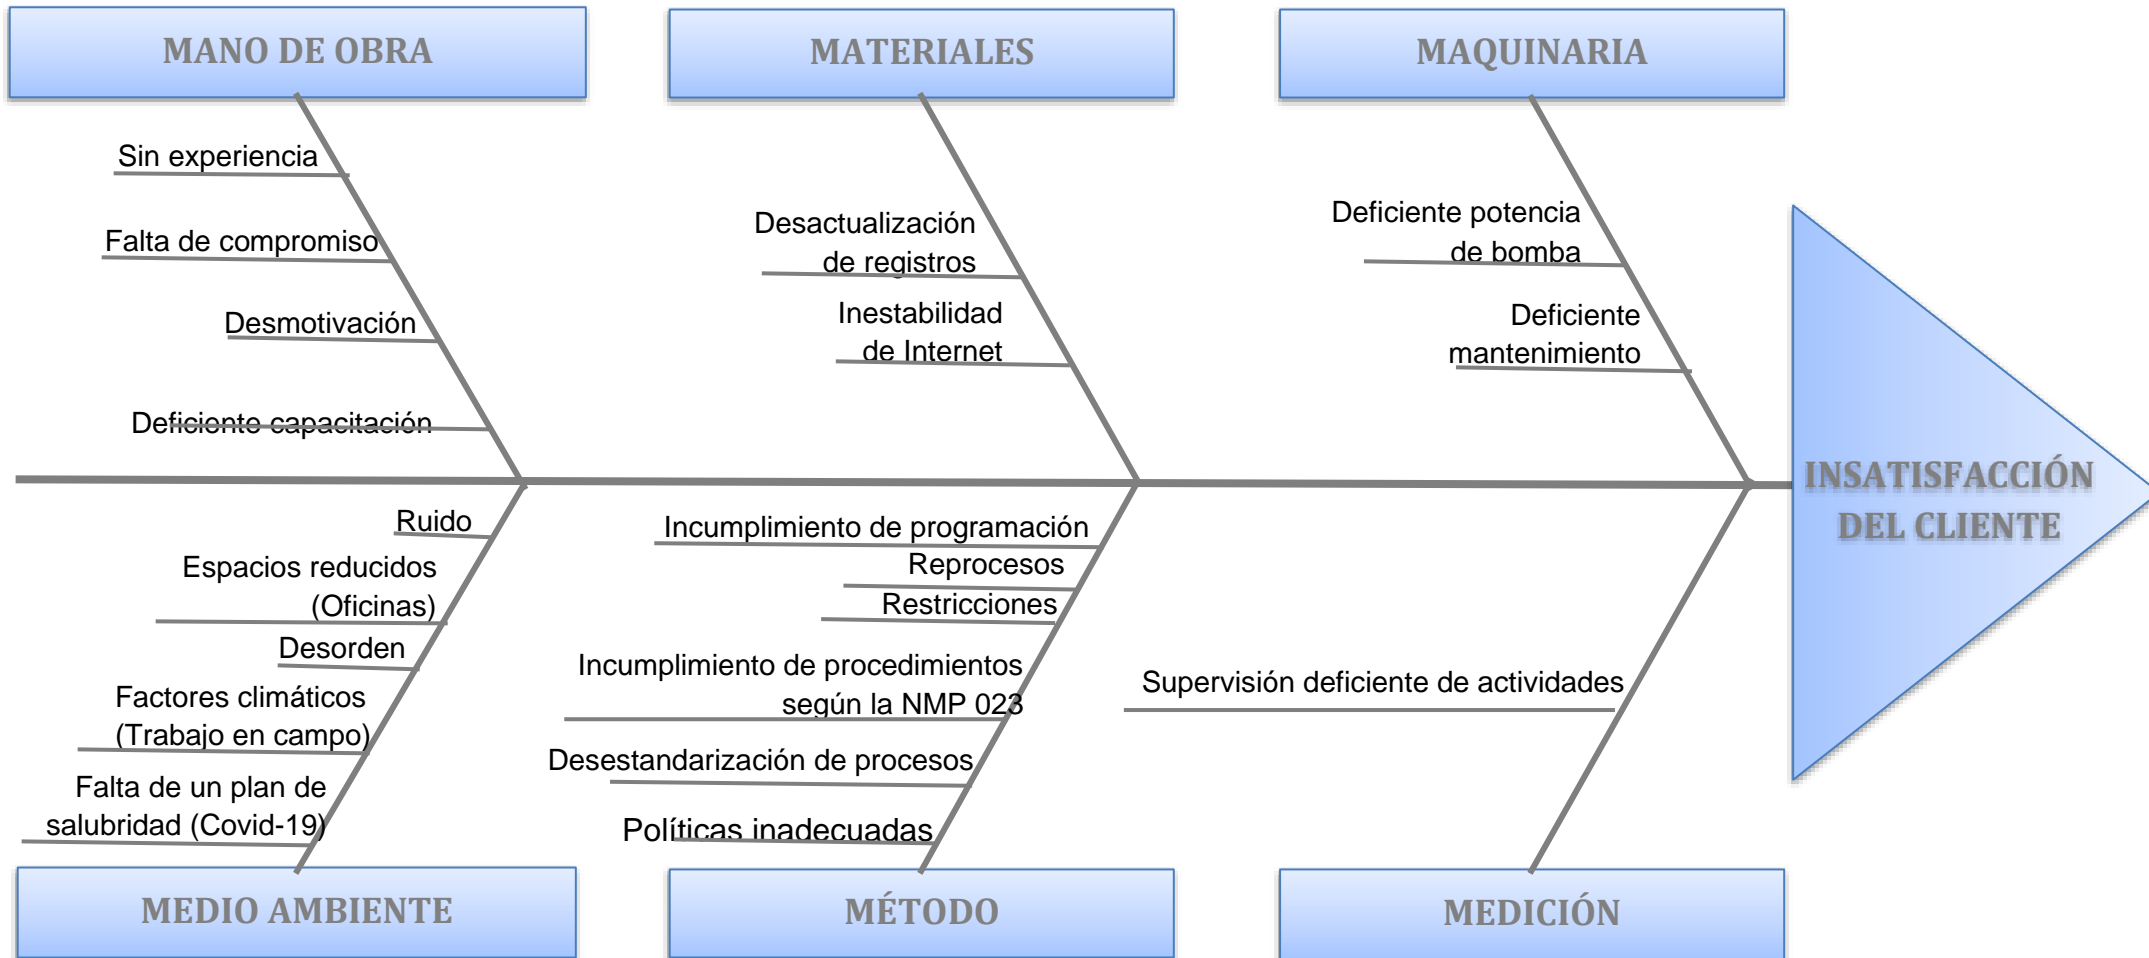 MANO DE OBRA
MATERIALES
MAQUINARIA
Sin experiencia
Falta de compromiso
Desmotivación
Deficiente capacitación
Desactualización
de registros
Inestabilidad
de Internet
Deficiente potencia
de bomba
Deficiente
mantenimiento
INSATISFACCIÓN
DEL CLIENTE
Ruido
Espacios reducidos
(Oficinas)
Desorden
Factores climáticos
(Trabajo en campo)
Falta de un plan de
salubridad (Covid-19)
Incumplimiento de programación
Reprocesos
Restricciones
Incumplimiento de procedimientos
según la NMP 023
Desestandarización de procesos
Políticas inadecuadas
Supervisión deficiente de actividades
MEDIO AMBIENTE
MÉTODO
MEDICIÓN